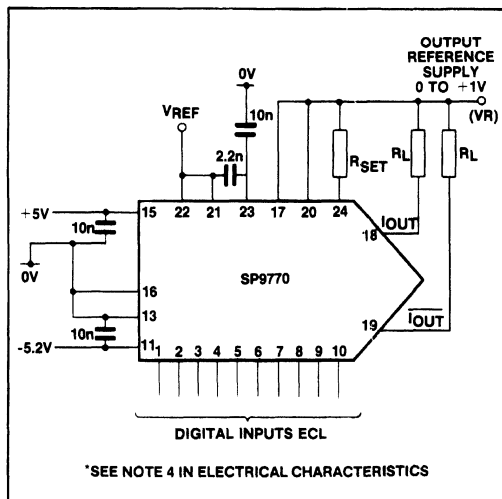 OUTPUT
REFERENCE
SUPPLY
0 TO +1V
(VR)
0V
10n
VREF
2.2n
RSET
RL
RL
22 21 23 17 20 24
+5V
15
10n
0V
16
13
10n
-5.2V
11
IOUT
18
SP9770
19
IOUT
1 2 3 4 5 6 7 8 9 10
DIGITAL INPUTS ECL
*SEE NOTE 4 IN ELECTRICAL CHARACTERISTICS